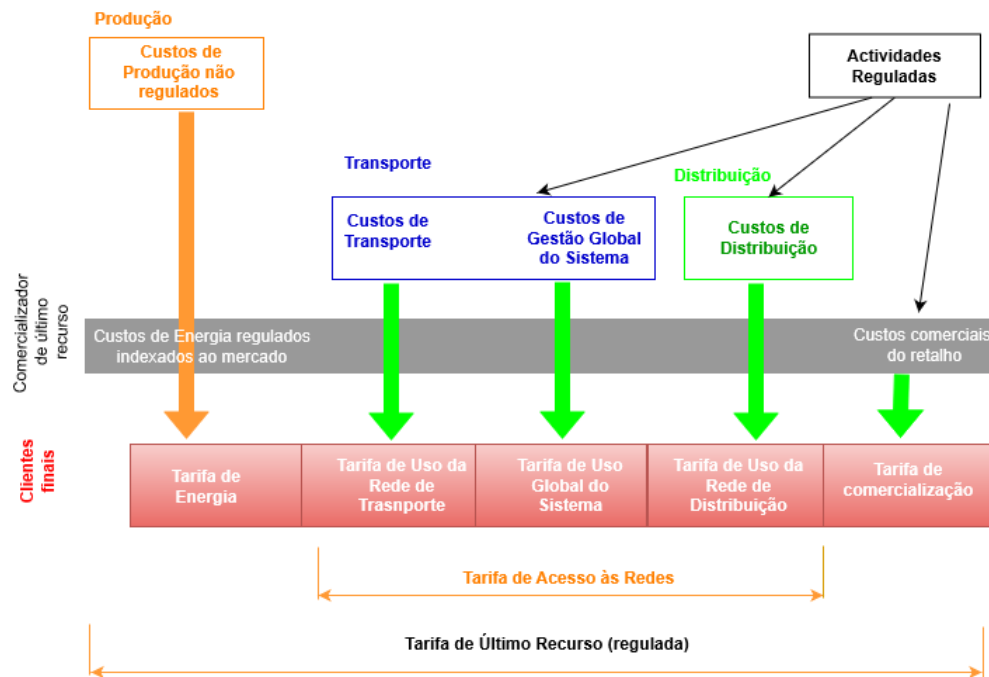 Produção
Custos de
Produção não
regulados
Actividades
Reguladas
Transporte
Distribuição
Custos de
Transporte
Custos de
Gestão Global
do Sistema
Custos de
Distribuição
Comercializador
de último
recurso
Custos de Energia regulados
indexados ao mercado
Custos comerciais
do retalho
Clientes
finais
Tarifa de
Energia
Tarifa de Uso da
Rede de
Trasnporte
Tarifa de Uso
Global do
Sistema
Tarifa de Uso da
Rede de
Distribuição
Tarifa de
comercialização
Tarifa de Acesso às Redes
Tarifa de Último Recurso (regulada)